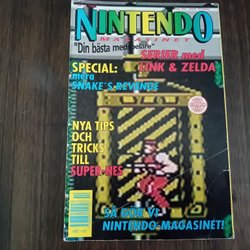 NINTENDO
MAGASINET
"Din bästa medspelare"
SERIER med
LINK & ZELDA
SPECIAL:
mera
SNAKE'S REVENGE
NYA TIPS
OCH
TRICKS
TILL
SUPER-NES
SÅ GÖR VI
NINTENDO-MAGASINET!